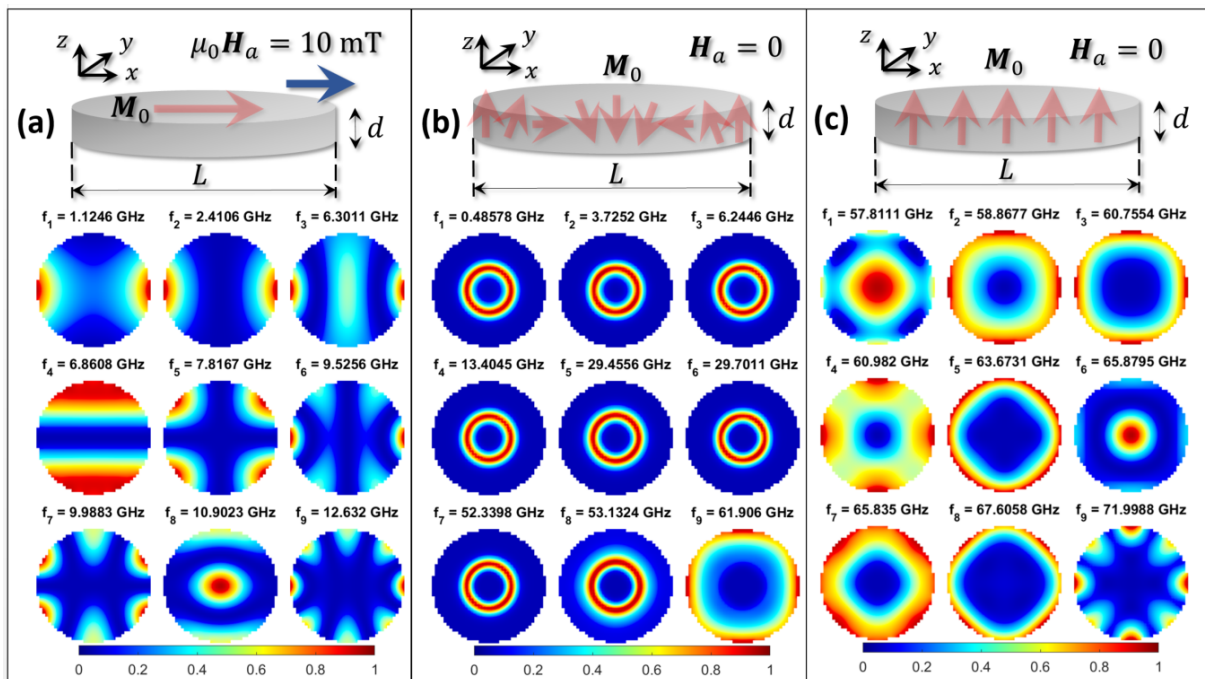 z y x μ₀Hₐ = 10 mT
(a) M₀ d
L
f₁ = 1.1246 GHz f₂ = 2.4106 GHz f₃ = 6.3011 GHz
f₄ = 6.8608 GHz f₅ = 7.8167 GHz f₆ = 9.5256 GHz
f₇ = 9.9883 GHz f₈ = 10.9023 GHz f₉ = 12.632 GHz
0 0.2 0.4 0.6 0.8 1
z y x M₀ Hₐ = 0
(b) d
L
f₁ = 0.48578 GHz f₂ = 3.7252 GHz f₃ = 6.2446 GHz
f₄ = 13.4045 GHz f₅ = 29.4556 GHz f₆ = 29.7011 GHz
f₇ = 52.3398 GHz f₈ = 53.1324 GHz f₉ = 61.906 GHz
0 0.2 0.4 0.6 0.8 1
z y x M₀ Hₐ = 0
(c) d
L
f₁ = 57.8111 GHz f₂ = 58.8677 GHz f₃ = 60.7554 GHz
f₄ = 60.982 GHz f₅ = 63.6731 GHz f₆ = 65.8795 GHz
f₇ = 65.835 GHz f₈ = 67.6058 GHz f₉ = 71.9988 GHz
0 0.2 0.4 0.6 0.8 1